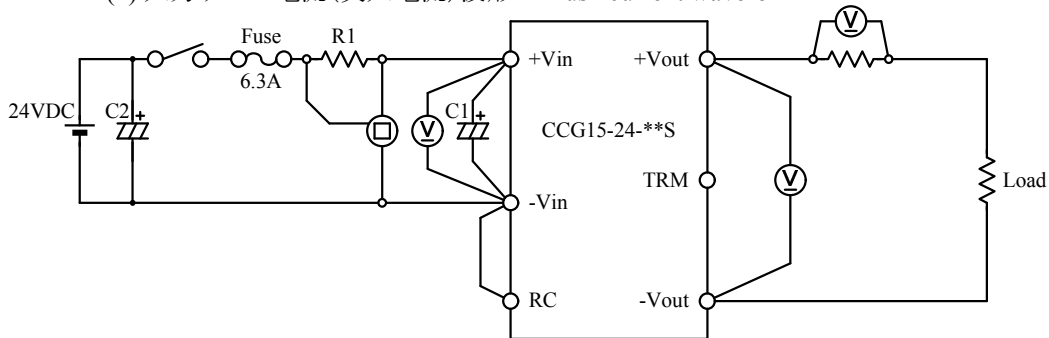 Fuse
R1
+Vin
+Vout
V
6.3A
24VDC
C2
+
V
C1
+
CCG15-24-**S
TRM
V
Load
-Vin
RC
-Vout